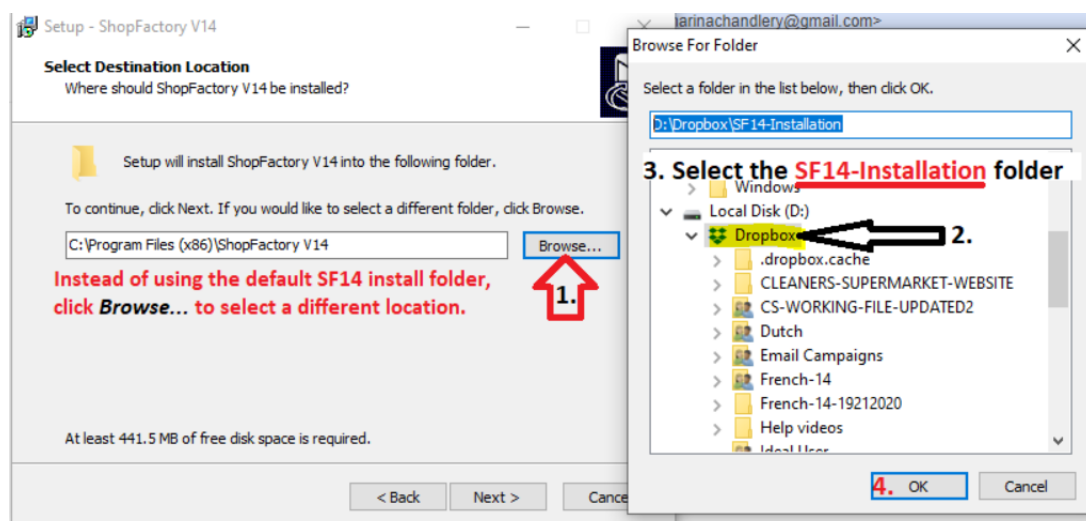 Setup - ShopFactory V14
Select Destination Location
Where should ShopFactory V14 be installed?
Setup will install ShopFactory V14 into the following folder.
To continue, click Next. If you would like to select a different folder, click Browse.
C:\Program Files (x86)\ShopFactory V14
Browse...
Instead of using the default SF14 install folder,
click Browse... to select a different location.
1.
At least 441.5 MB of free disk space is required.
< Back
Next >
arinachandlery@gmail.com>
Browse For Folder
Select a folder in the list below, then click OK.
D:\Dropbox\SF14-Installation
3. Select the SF14-Installation folder
Windows
Local Disk (D:)
Dropbox
2.
.dropbox.cache
CLEANERS-SUPERMARKET-WEBSITE
CS-WORKING-FILE-UPDATED2
Dutch
Email Campaigns
French-14
French-14-19212020
Help videos
Ideal User
4. OK
Cancel